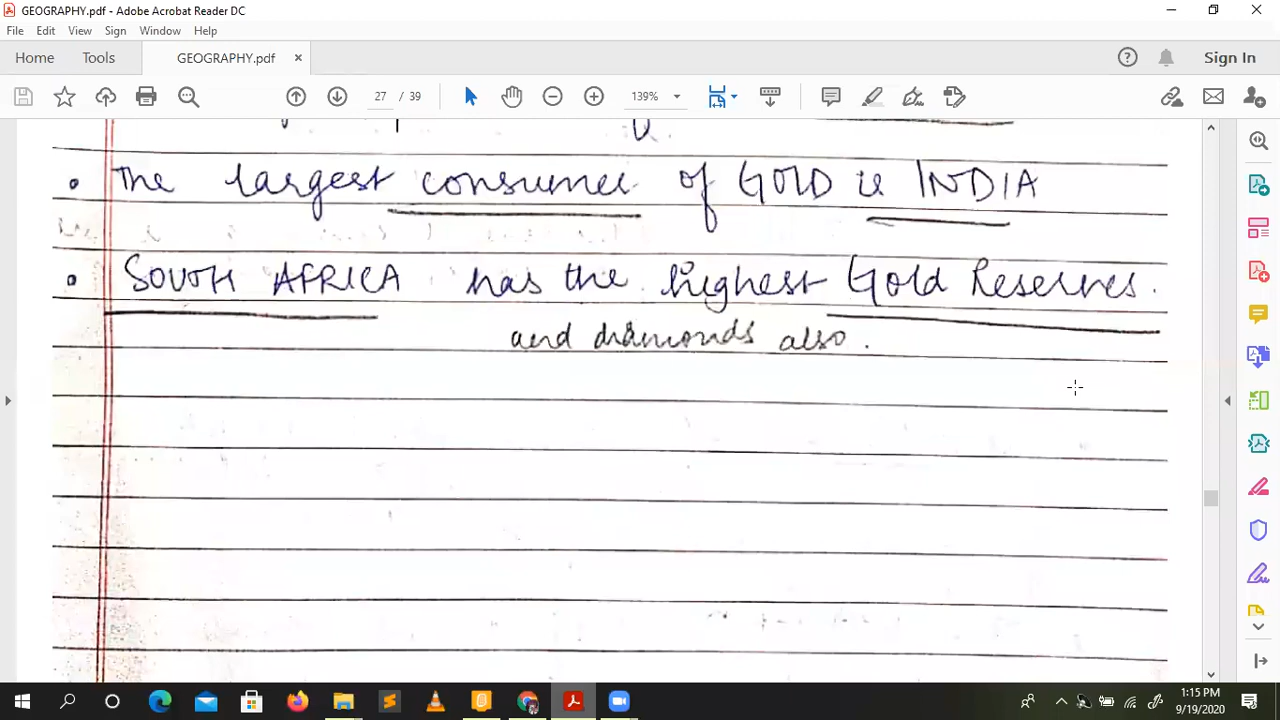 GEOGRAPHY.pdf - Adobe Acrobat Reader DC
File Edit View Sign Window Help
Home Tools GEOGRAPHY.pdf × Sign In
27 / 39 139%
• The largest consumer of GOLD is INDIA
• SOUTH AFRICA has the highest Gold Reserves.
and diamonds also.
1:15 PM
9/19/2020